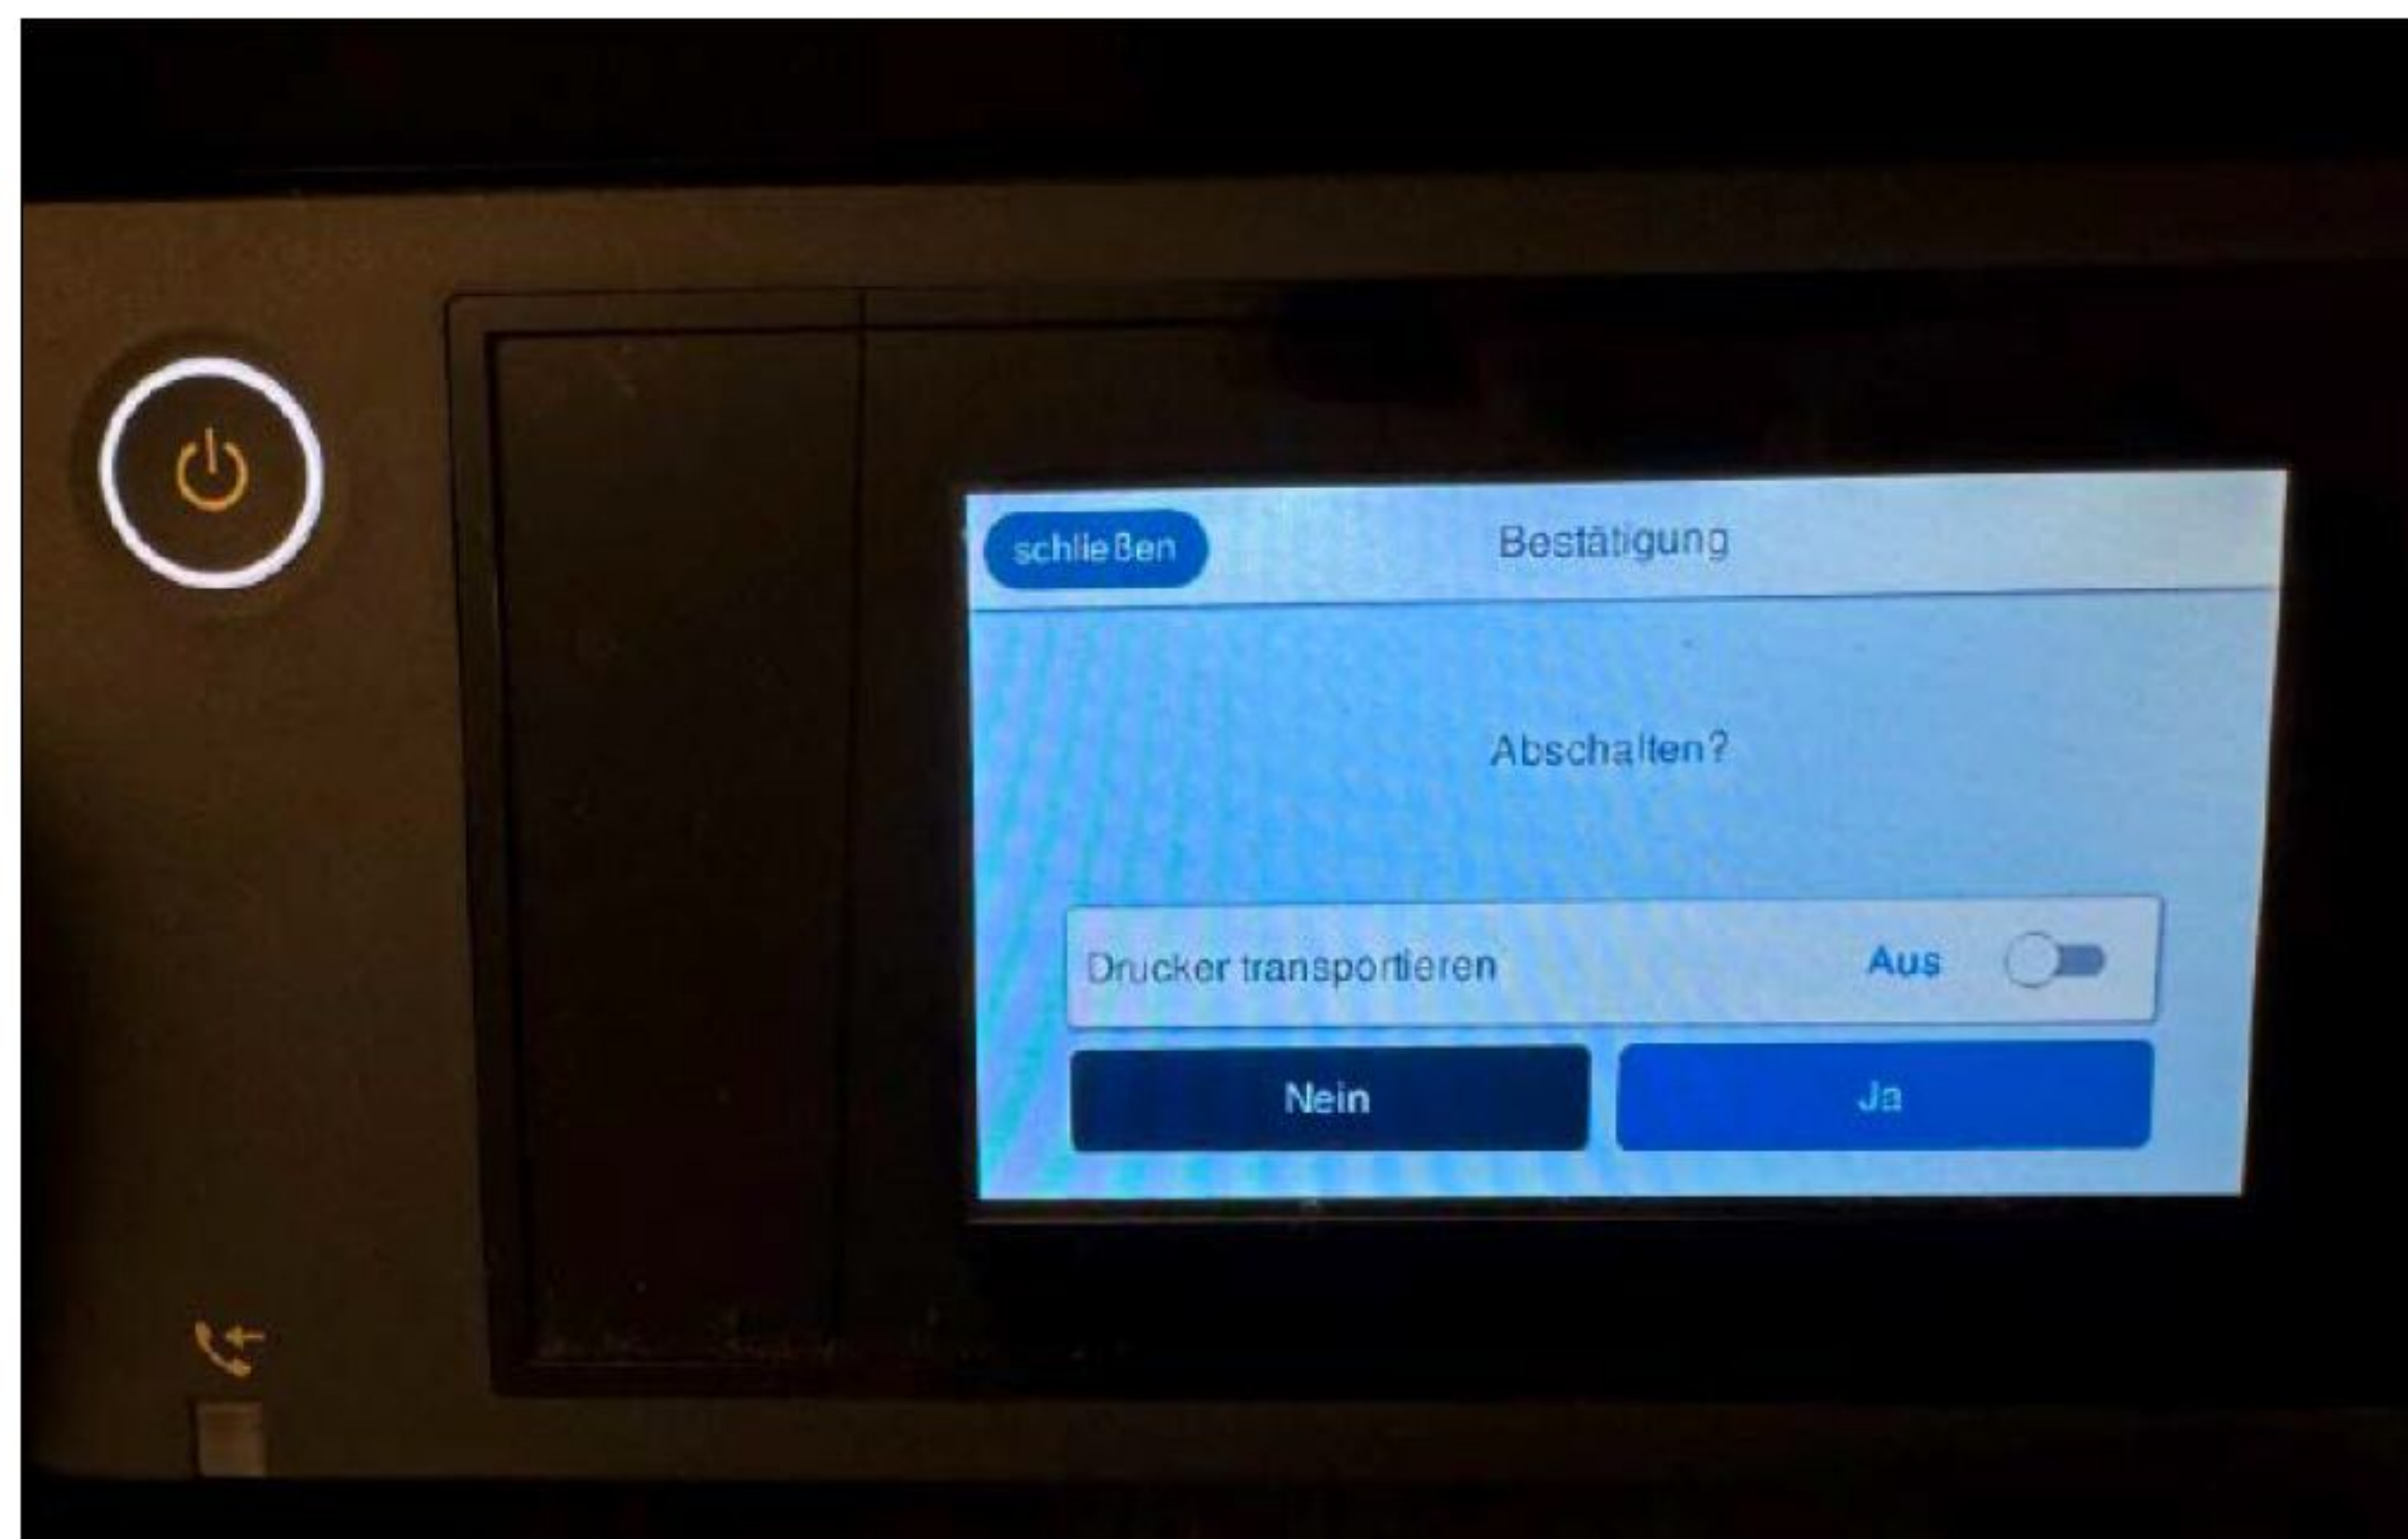 schließen
Bestätigung
Abschalten?
Drucker transportieren Aus
Nein Ja